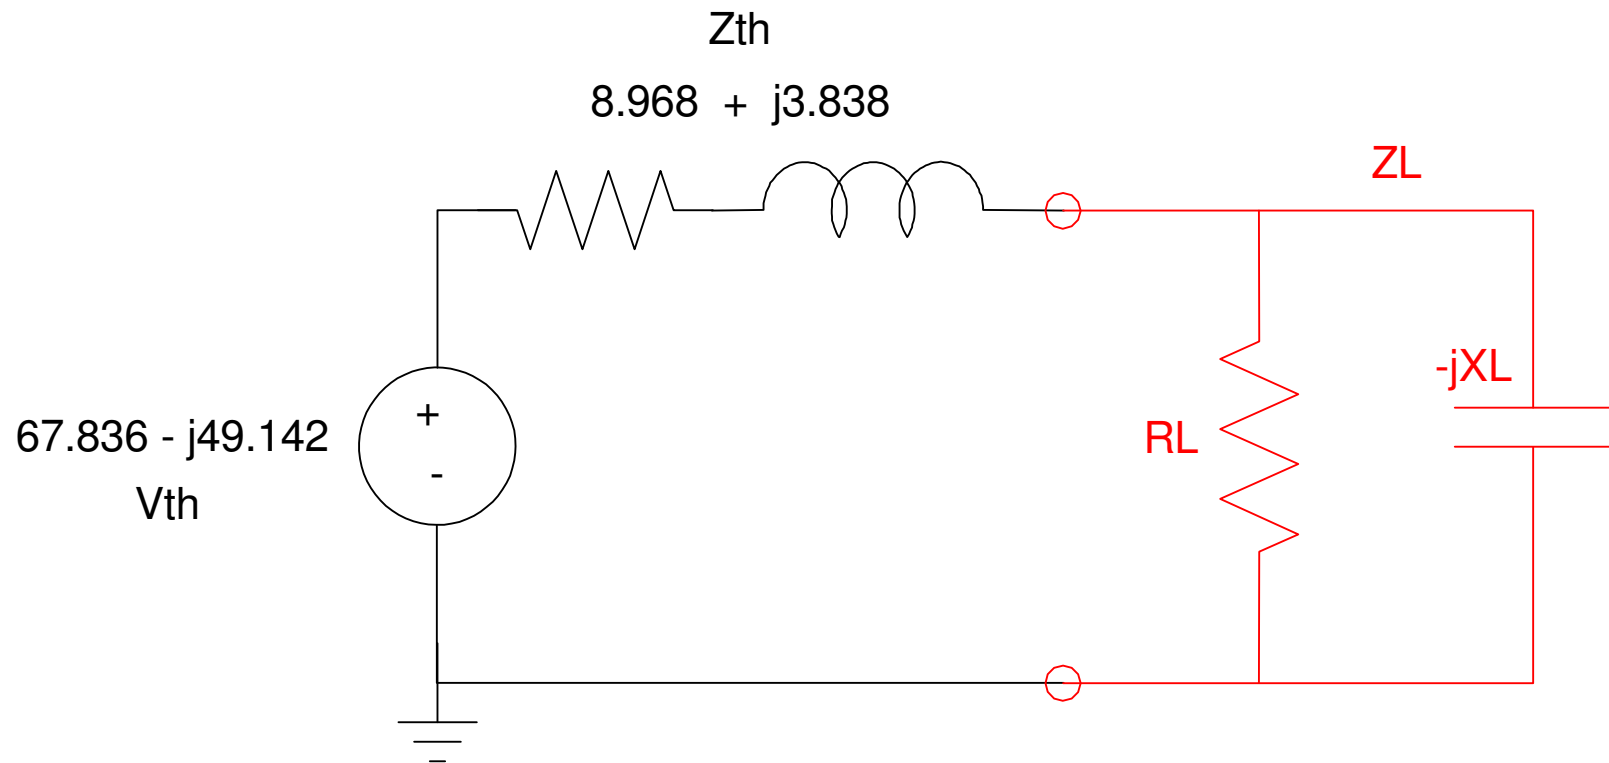 Zth
8.968 + j3.838
ZL
-jXL
+
67.836 - j49.142
RL
-
Vth